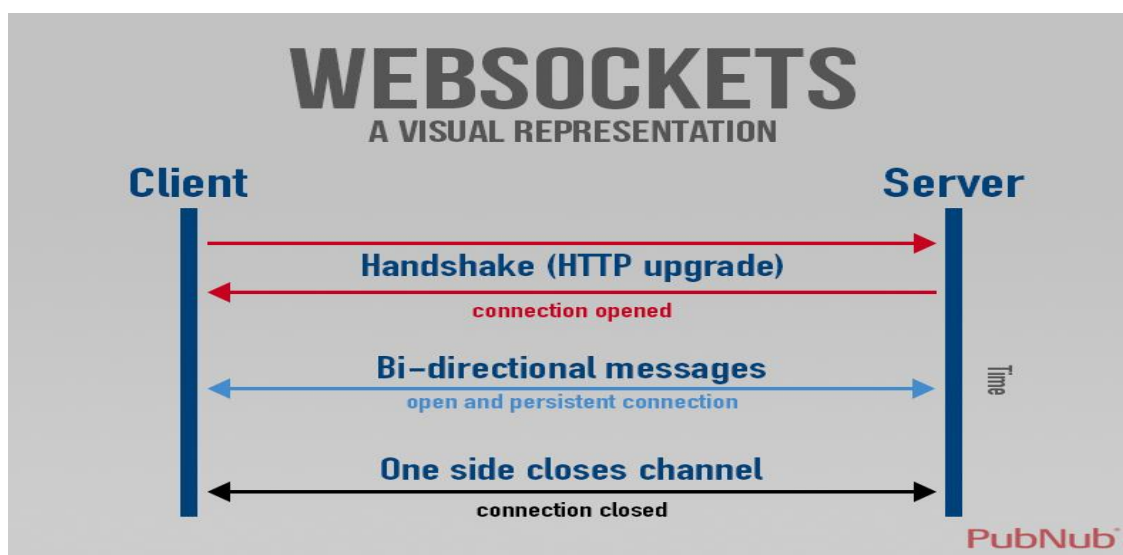 WEBSOCKETS
A VISUAL REPRESENTATION
Client
Server
Handshake (HTTP upgrade)
connection opened
Bi-directional messages
open and persistent connection
Time
One side closes channel
connection closed
PubNub